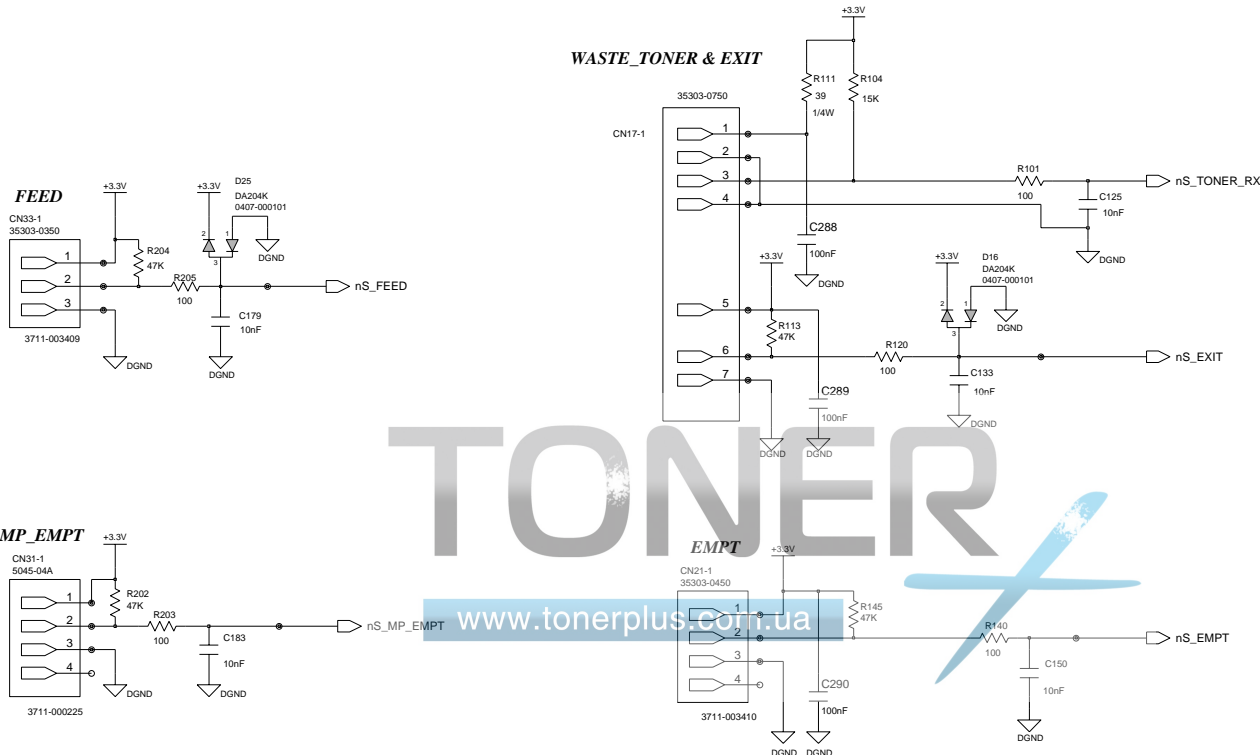 WASTE_TONER & EXIT
+3.3V
R111
39
1/4W
R104
15K
35303-0750
CN17-1
1
2
3
4
5
6
7
R101
100
nS_TONER_RX
C125
10nF
DGND
C288
100nF
DGND
+3.3V
R113
47K
R120
100
+3.3V
D16
DA204K
0407-000101
2
1
3
DGND
nS_EXIT
C133
10nF
DGND
C289
100nF
DGND
DGND
FEED
CN33-1
35303-0350
1
2
3
3711-003409
+3.3V
R204
47K
R205
100
+3.3V
D25
DA204K
0407-000101
2
1
3
DGND
nS_FEED
C179
10nF
DGND
DGND
TONER
www.tonerplus.com.ua
MP_EMPT
CN31-1
5045-04A
1
2
3
4
3711-000225
+3.3V
R202
47K
R203
100
nS_MP_EMPT
C183
10nF
DGND
DGND
EMPT
CN21-1
35303-0450
1
2
3
4
3711-003410
+3.3V
R145
47K
R140
100
nS_EMPT
C150
10nF
DGND
C290
100nF
DGND
DGND